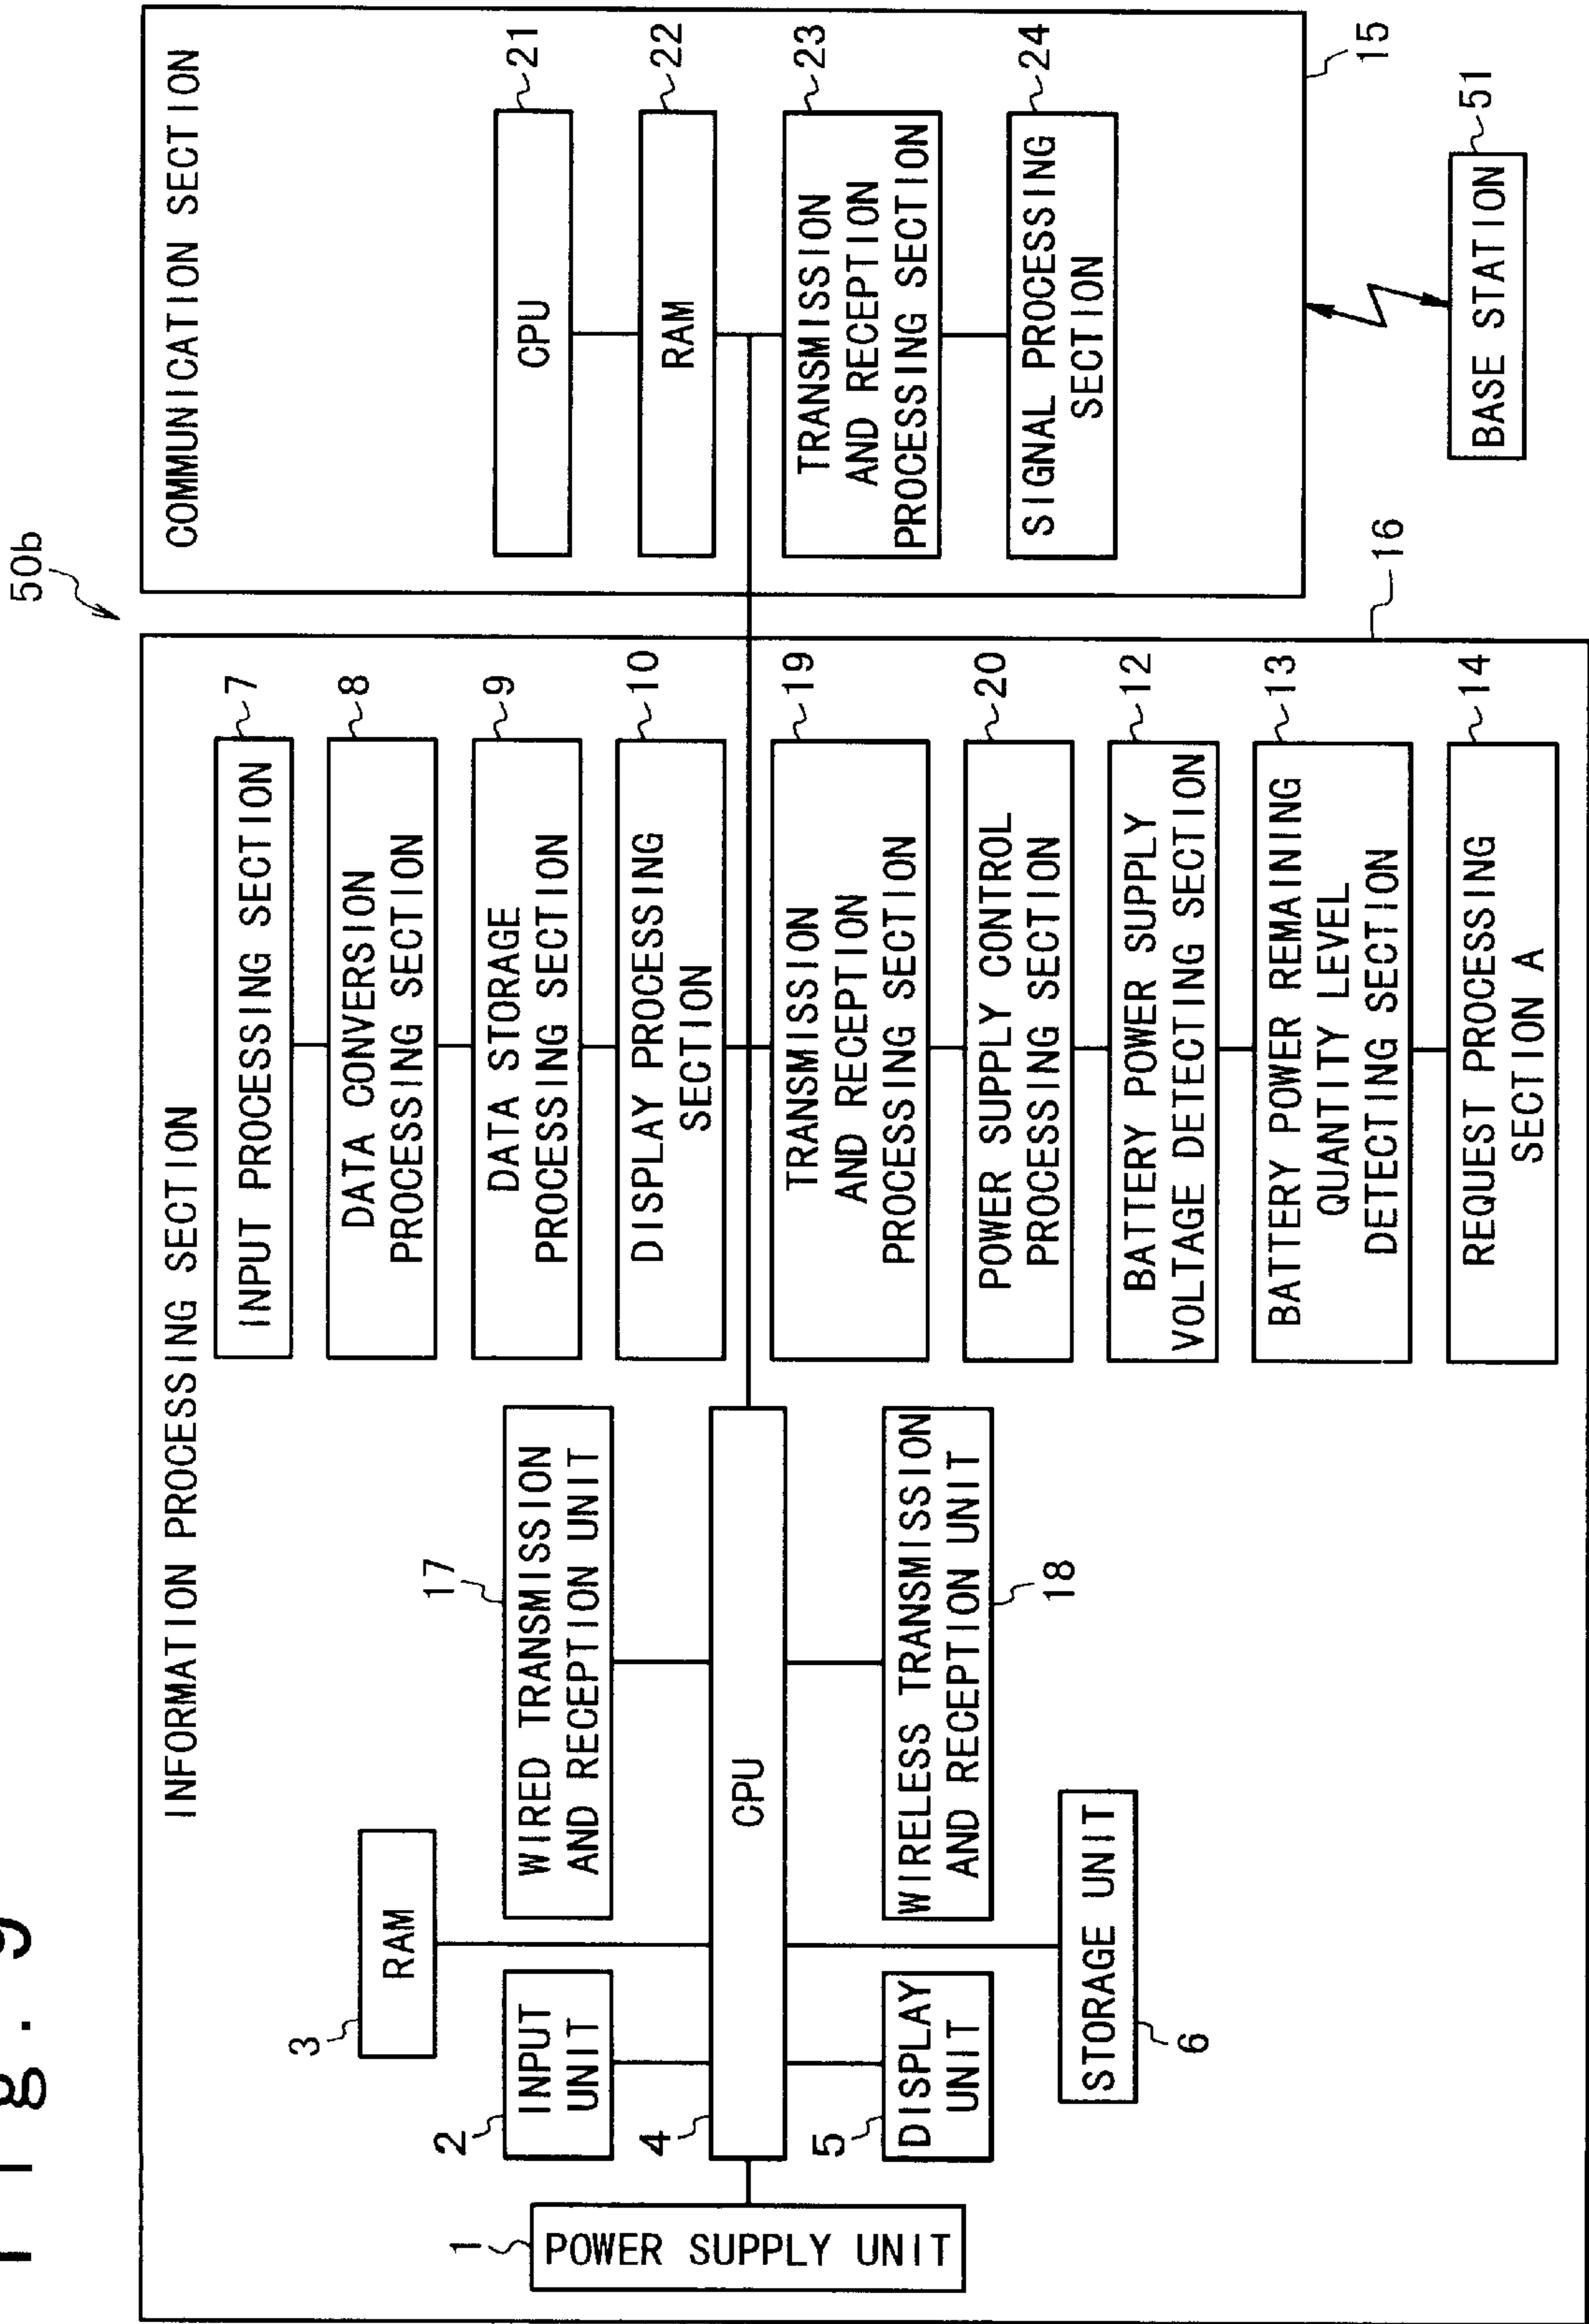 Fig. 9
50b
INFORMATION PROCESSING SECTION
1
POWER SUPPLY UNIT
2
INPUT
UNIT
3
RAM
4
CPU
5
DISPLAY
UNIT
6
STORAGE UNIT
17
WIRED TRANSMISSION
AND RECEPTION UNIT
WIRELESS TRANSMISSION
AND RECEPTION UNIT
18
INPUT PROCESSING SECTION
7
DATA CONVERSION
PROCESSING SECTION
8
DATA STORAGE
PROCESSING SECTION
9
DISPLAY PROCESSING
SECTION
10
TRANSMISSION
AND RECEPTION
PROCESSING SECTION
19
POWER SUPPLY CONTROL
PROCESSING SECTION
20
BATTERY POWER SUPPLY
VOLTAGE DETECTING SECTION
12
BATTERY POWER REMAINING
QUANTITY LEVEL
DETECTING SECTION
13
REQUEST PROCESSING
SECTION A
14
16
COMMUNICATION SECTION
CPU
21
RAM
22
TRANSMISSION
AND RECEPTION
PROCESSING SECTION
23
SIGNAL PROCESSING
SECTION
24
15
BASE STATION
51